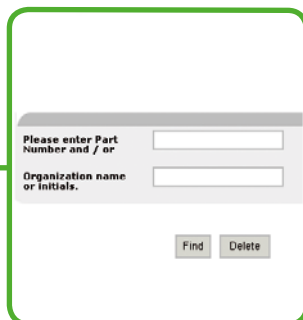 Please enter Part
Number and / or
Organization name
or initials.
Find Delete